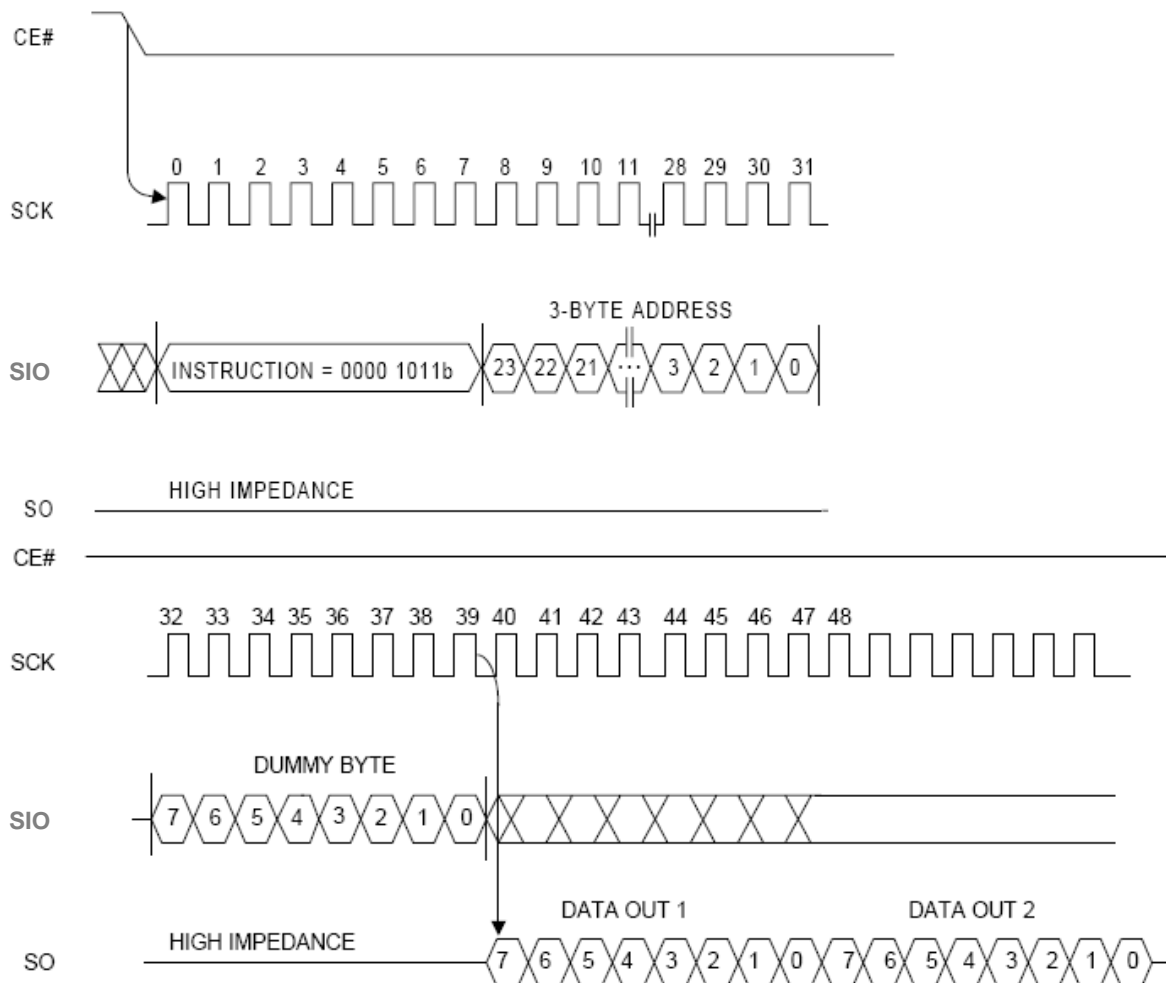 CE#
0 1 2 3 4 5 6 7 8 9 10 11 28 29 30 31
SCK
3-BYTE ADDRESS
SIO INSTRUCTION = 0000 1011b 23 22 21 ... 3 2 1 0
HIGH IMPEDANCE
SO
CE#
32 33 34 35 36 37 38 39 40 41 42 43 44 45 46 47 48
SCK
DUMMY BYTE
SIO 7 6 5 4 3 2 1 0
DATA OUT 1 DATA OUT 2
HIGH IMPEDANCE
SO 7 6 5 4 3 2 1 0 7 6 5 4 3 2 1 0